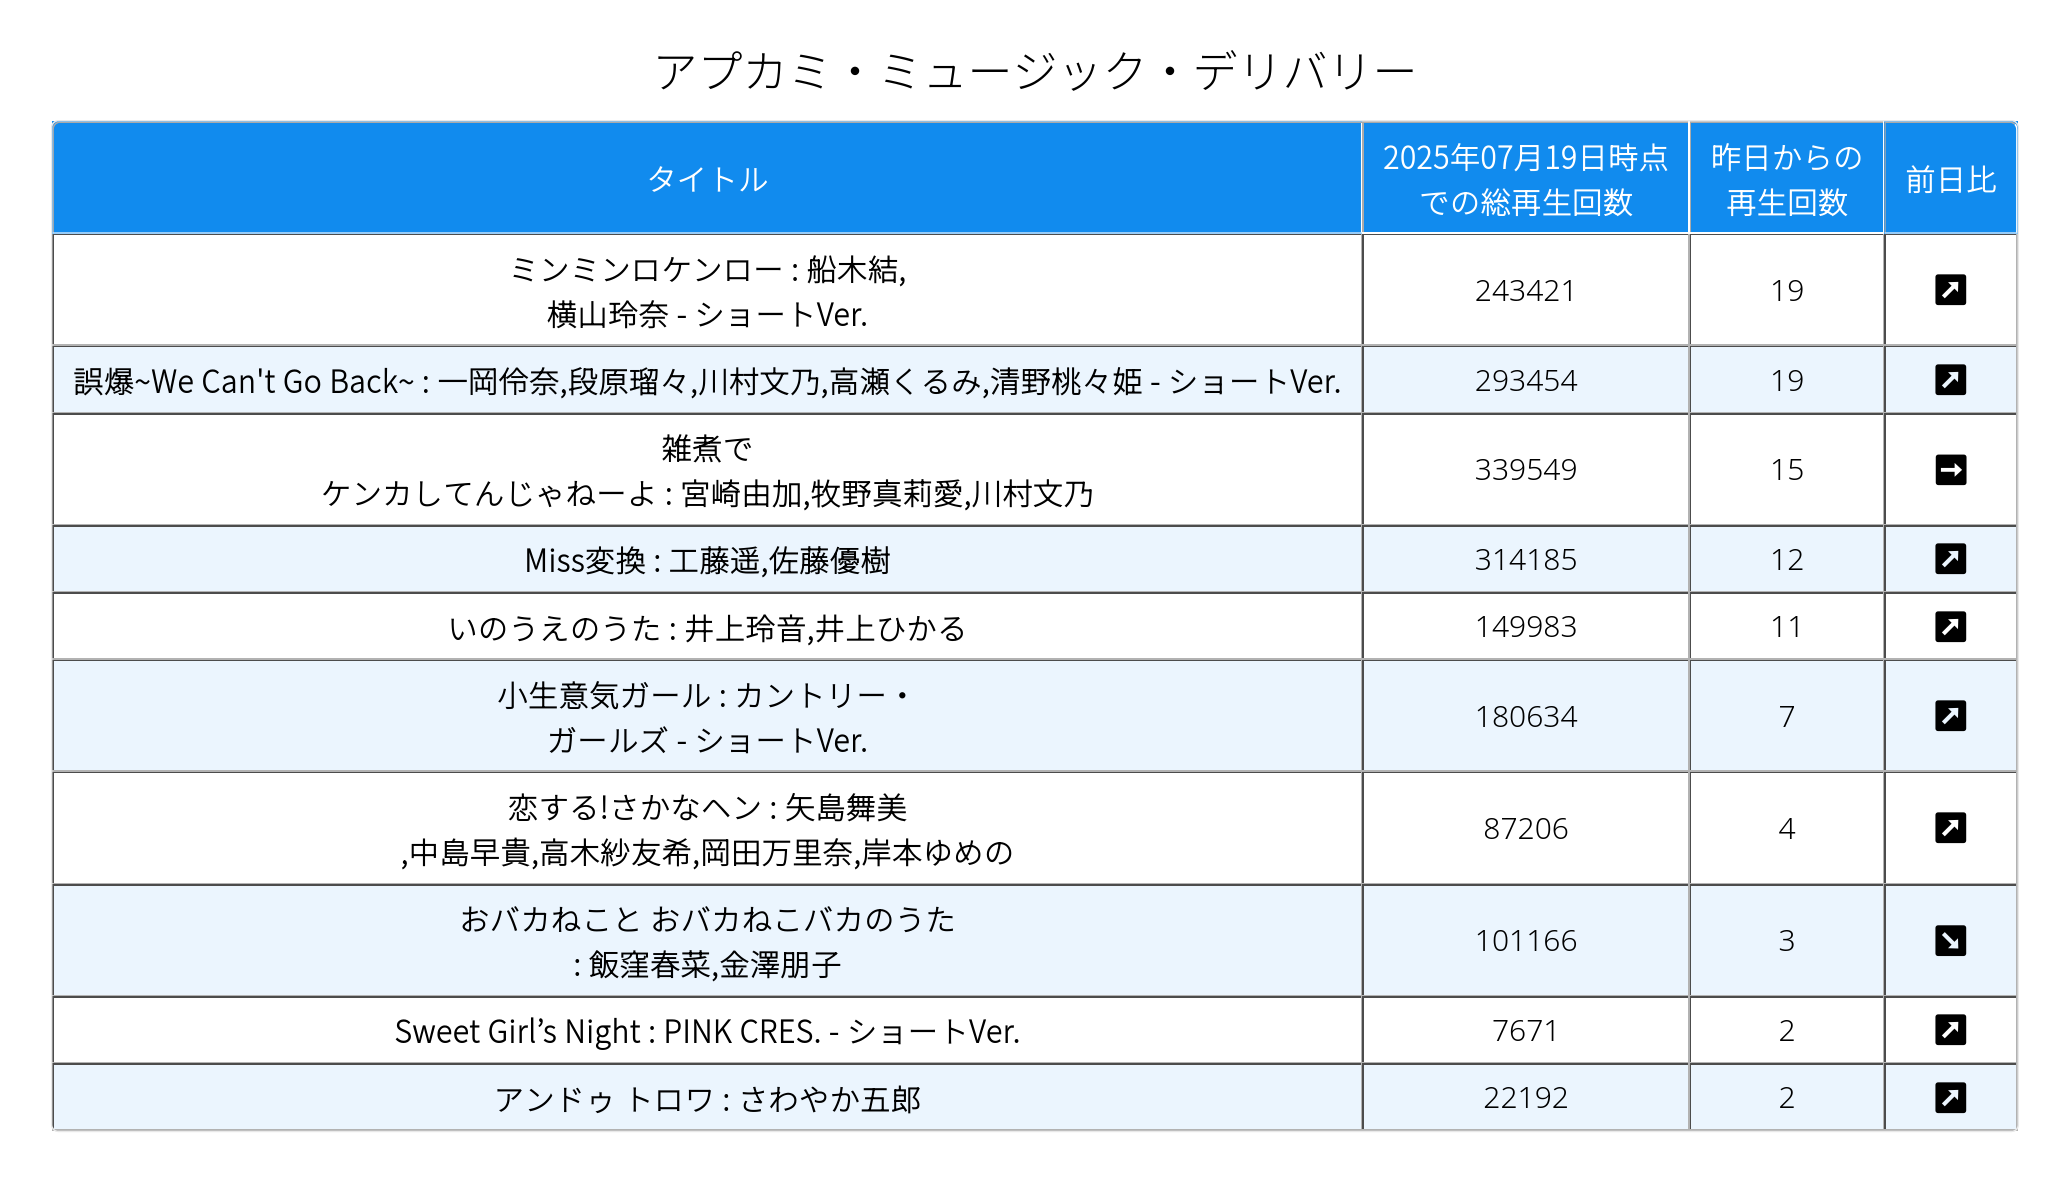 アプカミ・ミュージック・デリバリー
タイトル
2025年07月19日時点
での総再生回数
昨日からの
再生回数
前日比
ミンミンロケンロー : 船木結,
横山玲奈 - ショートVer.
243421
19
誤爆~We Can't Go Back~ : 一岡伶奈,段原瑠々,川村文乃,高瀬くるみ,清野桃々姫 - ショートVer.
293454
19
雑煮で
ケンカしてんじゃねーよ : 宮崎由加,牧野真莉愛,川村文乃
339549
15
Miss変換 : 工藤遥,佐藤優樹
314185
12
いのうえのうた : 井上玲音,井上ひかる
149983
11
小生意気ガール : カントリー・
ガールズ - ショートVer.
180634
7
恋する!さかなヘン : 矢島舞美
,中島早貴,高木紗友希,岡田万里奈,岸本ゆめの
87206
4
おバカねこと おバカねこバカのうた
: 飯窪春菜,金澤朋子
101166
3
Sweet Girl’s Night : PINK CRES. - ショートVer.
7671
2
アンドゥ トロワ : さわやか五郎
22192
2